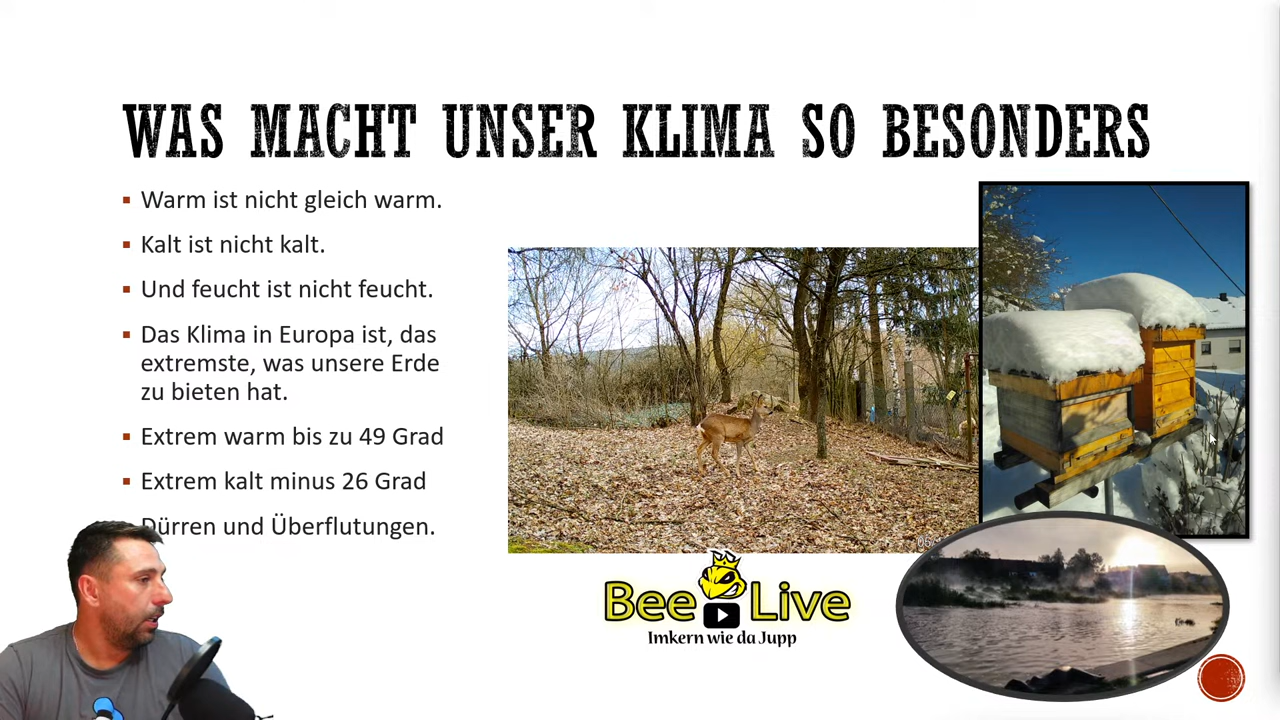 WAS MACHT UNSER KLIMA SO BESONDERS
Warm ist nicht gleich warm.
Kalt ist nicht kalt.
Und feucht ist nicht feucht.
Das Klima in Europa ist, das
extremste, was unsere Erde
zu bieten hat.
Extrem warm bis zu 49 Grad
Extrem kalt minus 26 Grad
Dürren und Überflutungen.
Bee Live
Imkern wie da Jupp